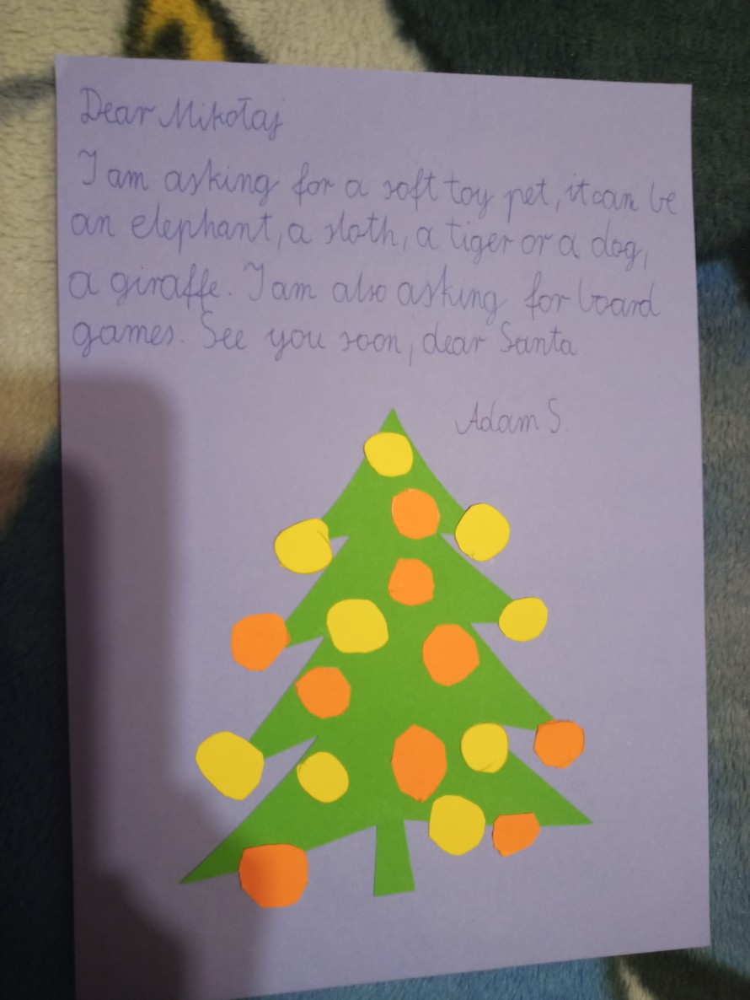 Dear Mikołaj
I am asking for a soft toy pet, it can be
an elephant, a sloth, a tiger or a dog,
a giraffe. I am also asking for board
games. See you soon, dear Santa
Adam S.